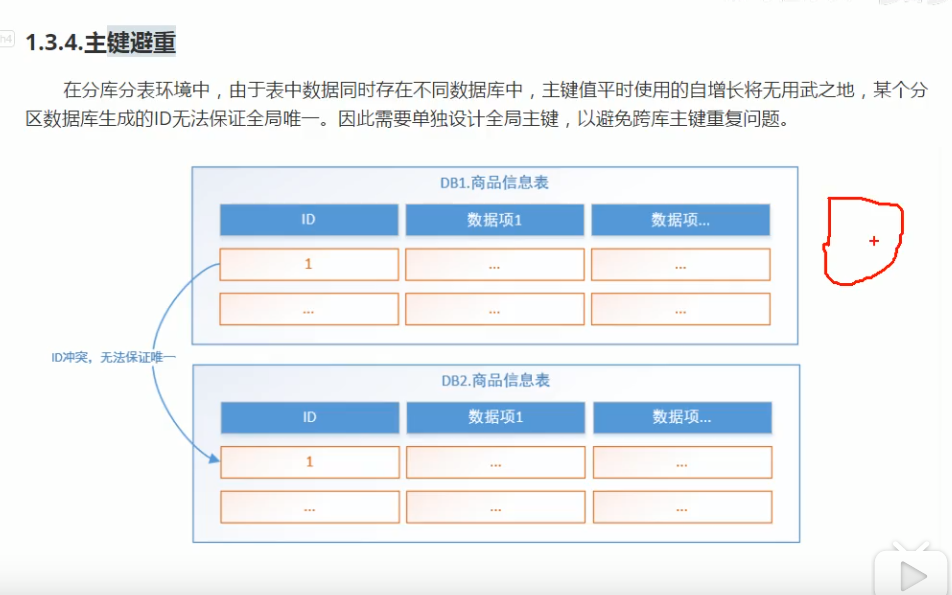 h4
1.3.4.主键避重
在分库分表环境中，由于表中数据同时存在不同数据库中，主键值平时使用的自增长将无用武之地，某个分
区数据库生成的ID无法保证全局唯一。因此需要单独设计全局主键，以避免跨库主键重复问题。
DB1.商品信息表
ID 数据项1 数据项...
1 ... ...
... ... ...
ID冲突，无法保证唯一
DB2.商品信息表
ID 数据项1 数据项...
1 ... ...
... ... ...